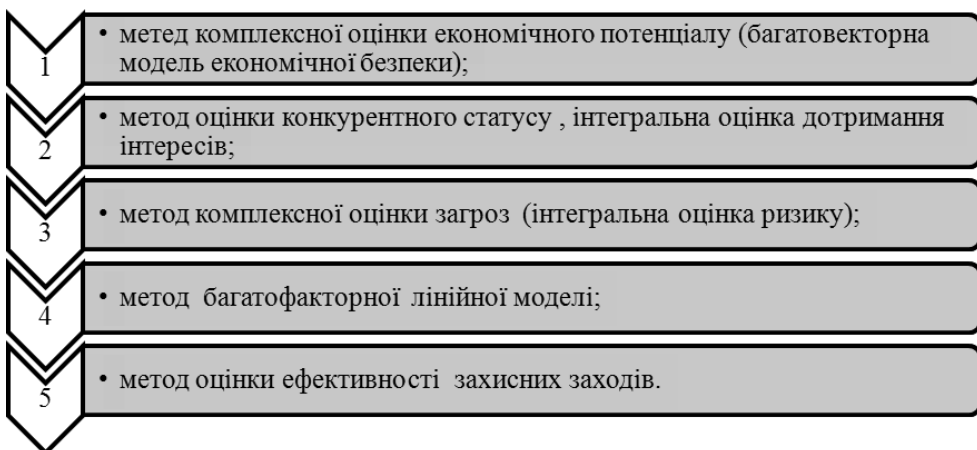 1
• метед комплексної оцінки економічного потенціалу (багатовекторна
модель економічної безпеки);
2
• метод оцінки конкурентного статусу , інтегральна оцінка дотримання
інтересів;
3
• метод комплексної оцінки загроз (інтегральна оцінка ризику);
4
• метод багатофакторної лінійної моделі;
5
• метод оцінки ефективності захисних заходів.